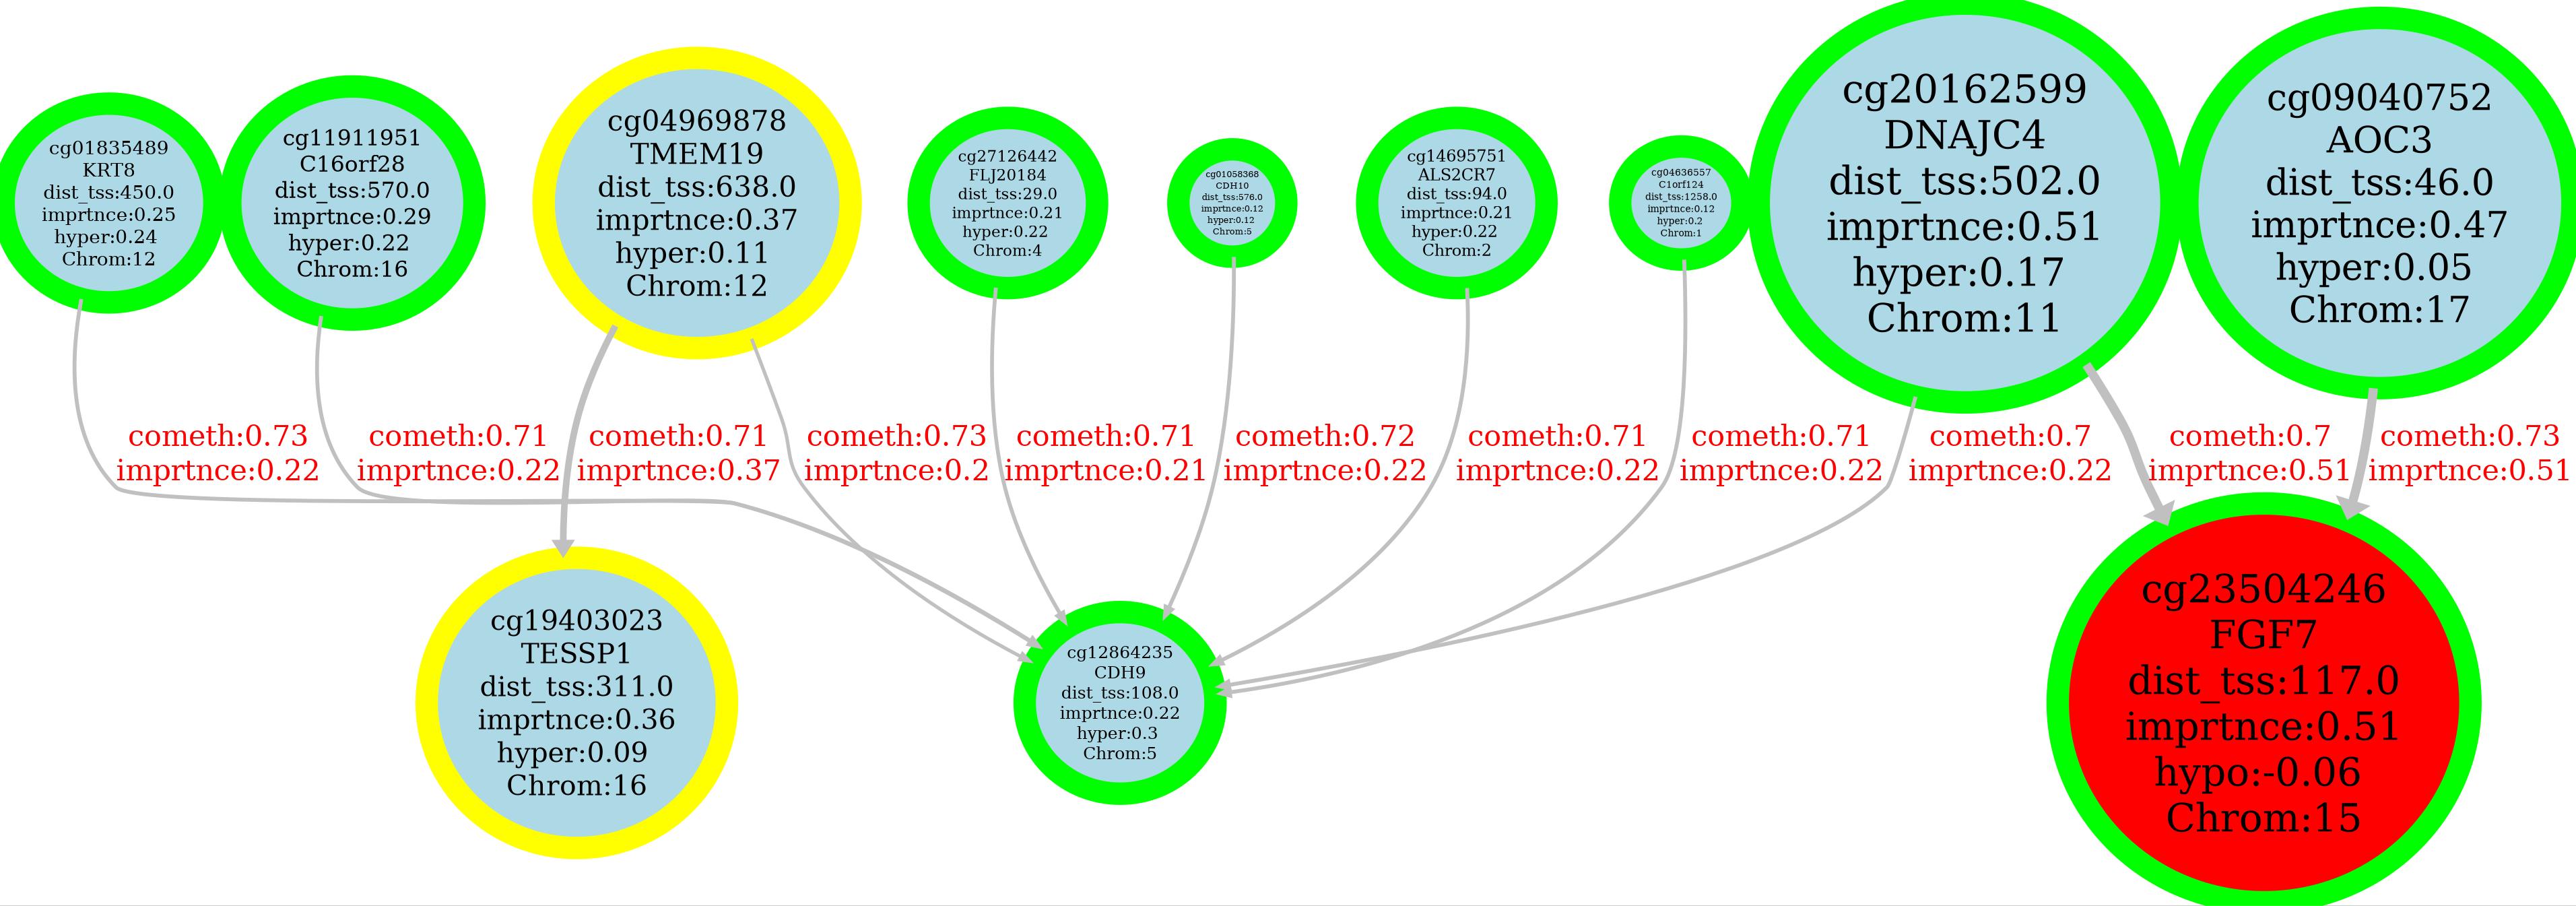 cg01835489
KRT8
dist_tss:450.0
imprtnce:0.25
hyper:0.24
Chrom:12
cg11911951
C16orf28
dist_tss:570.0
imprtnce:0.29
hyper:0.22
Chrom:16
cg04969878
TMEM19
dist_tss:638.0
imprtnce:0.37
hyper:0.11
Chrom:12
cg27126442
FLJ20184
dist_tss:29.0
imprtnce:0.21
hyper:0.22
Chrom:4
cg01058368
CDH10
dist_tss:576.0
imprtnce:0.12
hyper:0.12
Chrom:5
cg14695751
ALS2CR7
dist_tss:94.0
imprtnce:0.21
hyper:0.22
Chrom:2
cg04636557
C1orf124
dist_tss:1258.0
imprtnce:0.12
hyper:0.2
Chrom:1
cg20162599
DNAJC4
dist_tss:502.0
imprtnce:0.51
hyper:0.17
Chrom:11
cg09040752
AOC3
dist_tss:46.0
imprtnce:0.47
hyper:0.05
Chrom:17
cometh:0.73
imprtnce:0.22
cometh:0.71
imprtnce:0.22
cometh:0.71
imprtnce:0.37
cometh:0.73
imprtnce:0.2
cometh:0.71
imprtnce:0.21
cometh:0.72
imprtnce:0.22
cometh:0.71
imprtnce:0.22
cometh:0.71
imprtnce:0.22
cometh:0.7
imprtnce:0.22
cometh:0.7
imprtnce:0.51
cometh:0.73
imprtnce:0.51
cg19403023
TESSP1
dist_tss:311.0
imprtnce:0.36
hyper:0.09
Chrom:16
cg12864235
CDH9
dist_tss:108.0
imprtnce:0.22
hyper:0.3
Chrom:5
cg23504246
FGF7
dist_tss:117.0
imprtnce:0.51
hypo:-0.06
Chrom:15